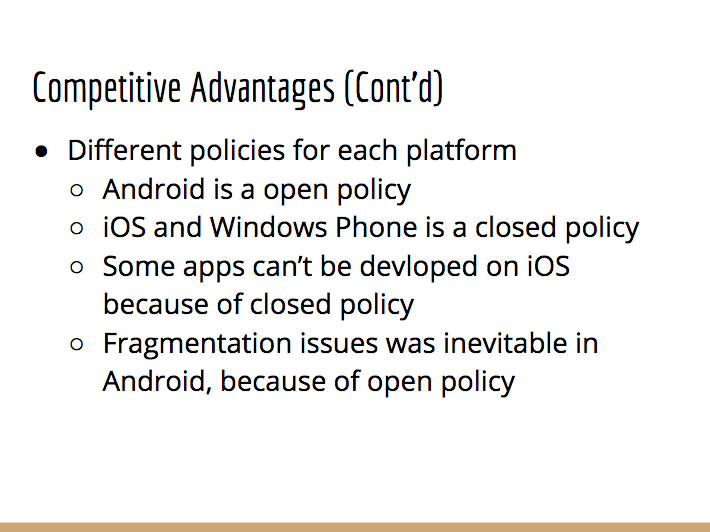 Competitive Advantages (Cont'd)
● Different policies for each platform
○ Android is a open policy
○ iOS and Windows Phone is a closed policy
○ Some apps can't be devloped on iOS
because of closed policy
○ Fragmentation issues was inevitable in
Android, because of open policy